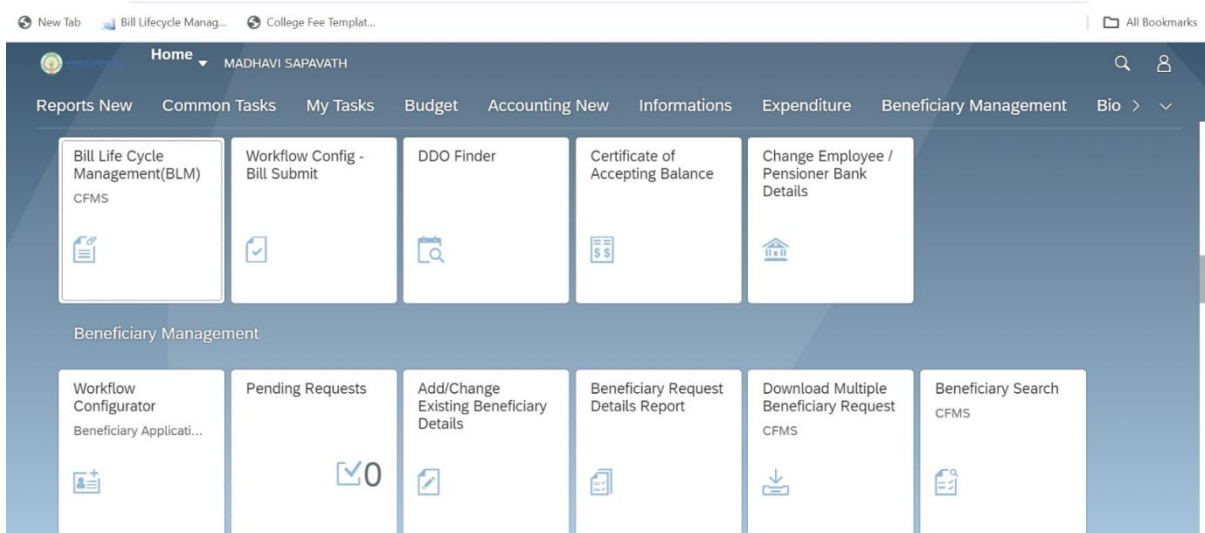 New Tab Bill Lifecycle Manag... College Fee Templat... All Bookmarks
Home MADHAVI SAPAVATH
Reports New Common Tasks My Tasks Budget Accounting New Informations Expenditure Beneficiary Management Bio
Bill Life Cycle
Management(BLM)
CFMS
Workflow Config -
Bill Submit
DDO Finder
Certificate of
Accepting Balance
Change Employee /
Pensioner Bank
Details
Beneficiary Management
Workflow
Configurator
Beneficiary Applicati...
Pending Requests
0
Add/Change
Existing Beneficiary
Details
Beneficiary Request
Details Report
Download Multiple
Beneficiary Request
CFMS
Beneficiary Search
CFMS